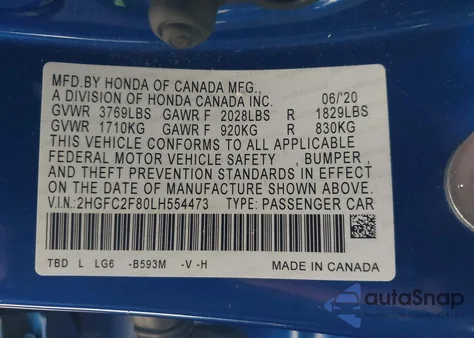 MFD.BY HONDA OF CANADA MFG.,
A DIVISION OF HONDA CANADA INC. 06/'20
GVWR 3769LBS GAWR F 2028LBS R 1829LBS
GVWR 1710KG GAWR F 920KG R 830KG
THIS VEHICLE CONFORMS TO ALL APPLICABLE
FEDERAL MOTOR VEHICLE SAFETY , BUMPER ,
AND THEFT PREVENTION STANDARDS IN EFFECT
ON THE DATE OF MANUFACTURE SHOWN ABOVE.
V.I.N.:2HGFC2F80LH554473 TYPE: PASSENGER CAR
TBD L LG6 -B593M -V -H MADE IN CANADA
autoSnap